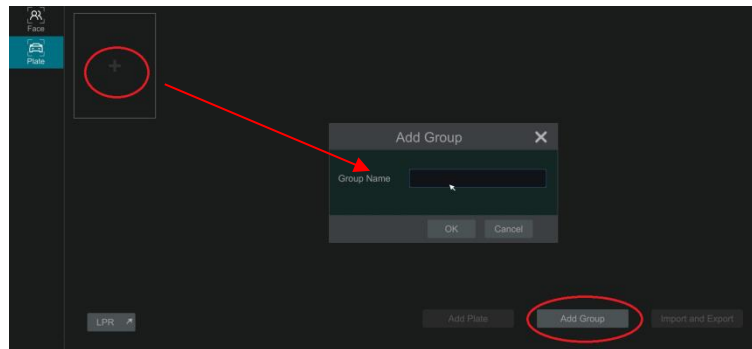 Face
Plate
Add Group
Group Name
OK Cancel
LPR
Add Plate Add Group Import and Export